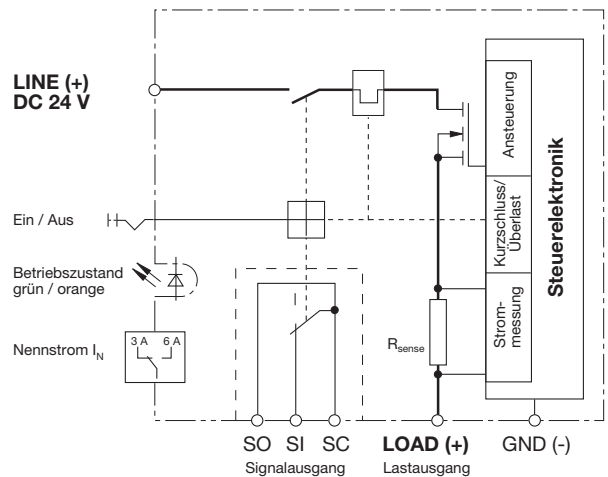 LINE (+)
DC 24 V
Ein / Aus
Betriebszustand
grün / orange
Nennstrom I_N
3 A 6 A
Ansteuerung
Kurzschluss/
Überlast
Strom-
messung
Steuerelektronik
R_sense
SO SI SC
Signalausgang
LOAD (+)
Lastausgang
GND (-)